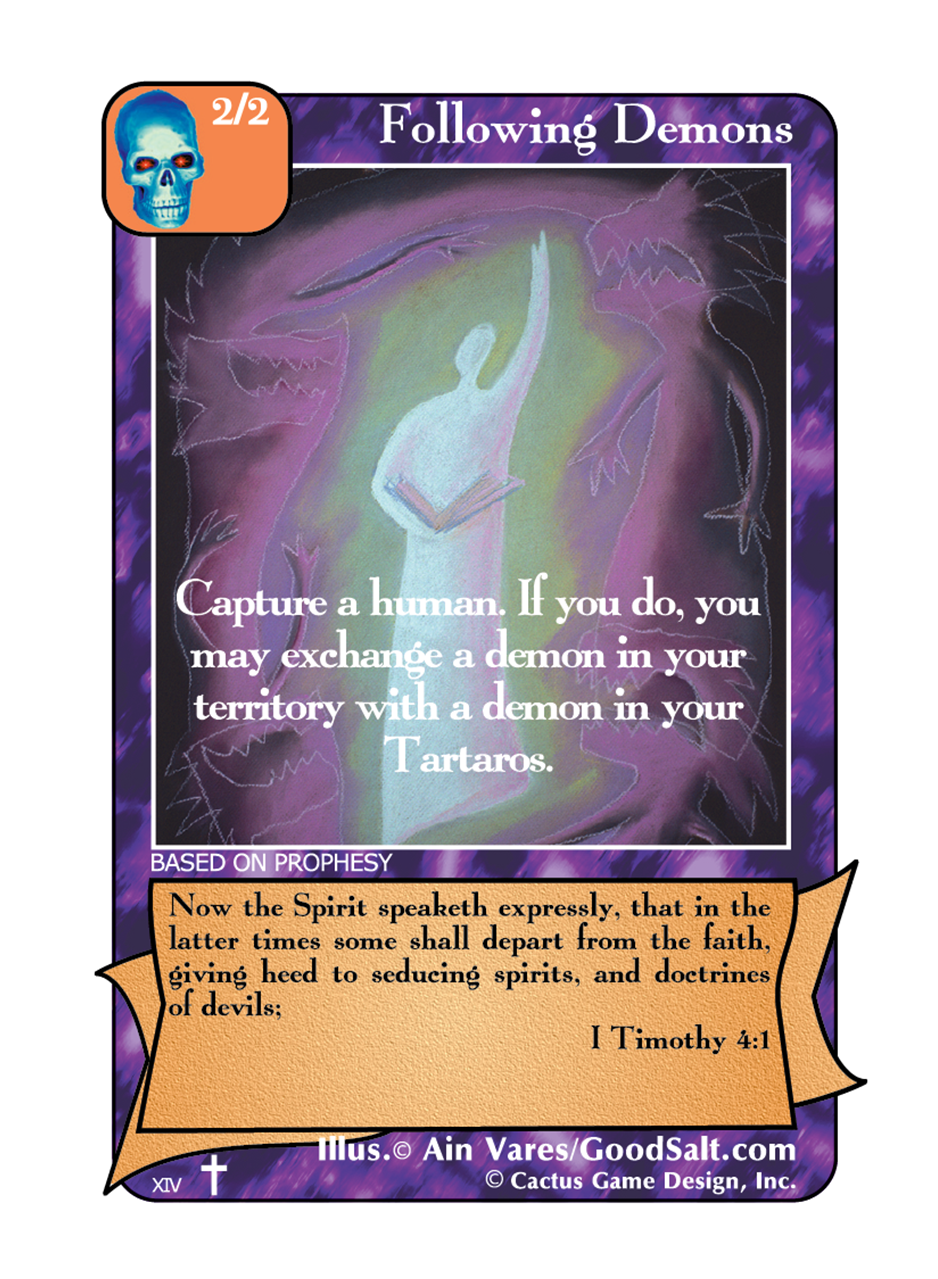 2/2
Following Demons
Capture a human. If you do, you
may exchange a demon in your
territory with a demon in your
Tartaros.
BASED ON PROPHESY
Now the Spirit speaketh expressly, that in the
latter times some shall depart from the faith,
giving heed to seducing spirits, and doctrines
of devils;
I Timothy 4:1
Illus.© Ain Vares/GoodSalt.com
XIV
© Cactus Game Design, Inc.